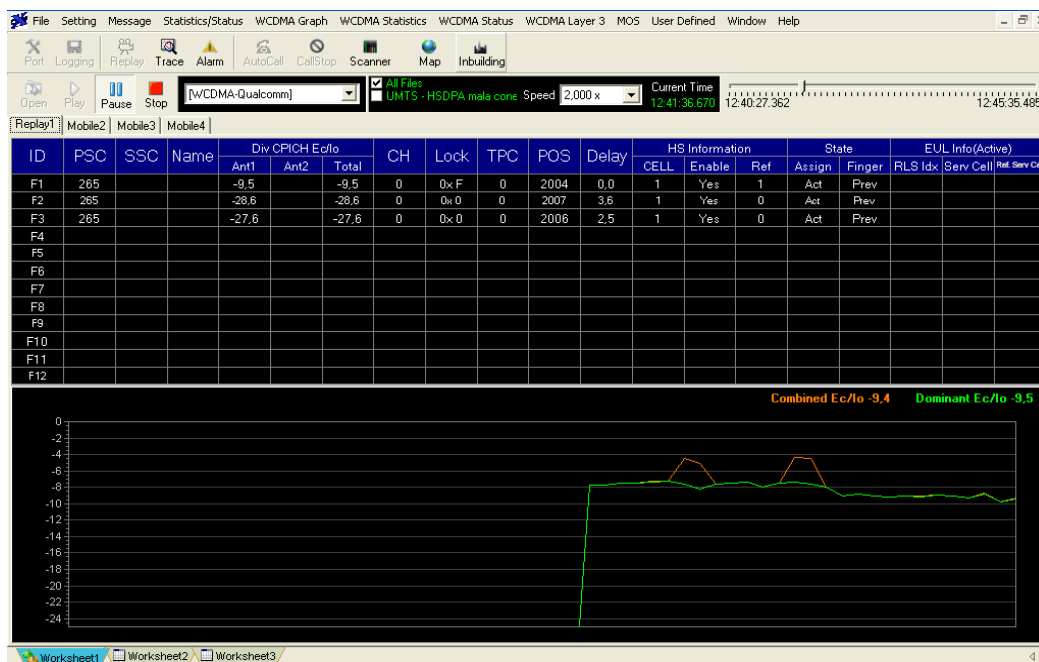 File Setting Message Statistics/Status WCDMA Graph WCDMA Statistics WCDMA Status WCDMA Layer 3 MOS User Defined Window Help
Port Logging Replay Trace Alarm AutoCall CallStop Scanner Map Inbuilding
Open Play Pause Stop [WCDMA-Qualcomm] All Files Speed 2,000 x Current Time
UMTS - HSDPA mala cone 12:41:36.670 12:40:27.362 12:45:35.485
Replay1 Mobile2 Mobile3 Mobile4
ID PSC SSC Name Div CPICH Ec/Io CH Lock TPC POS Delay HS Information State EUL Info(Active)
Ant1 Ant2 Total CELL Enable Ref Assign Finger RLS Idx Serv Cell Ref. Serv Ce
F1 265 -9,5 -9,5 0 0x F 0 2004 0,0 1 Yes 1 Act Prev
F2 265 -28,6 -28,6 0 0x 0 0 2007 3,6 1 Yes 0 Act Prev
F3 265 -27,6 -27,6 0 0x 0 0 2006 2,5 1 Yes 0 Act Prev
F4
F5
F6
F7
F8
F9
F10
F11
F12
Combined Ec/Io -9,4 Dominant Ec/Io -9,5
0
-2
-4
-6
-8
-10
-12
-14
-16
-18
-20
-22
-24
Worksheet1 Worksheet2 Worksheet3